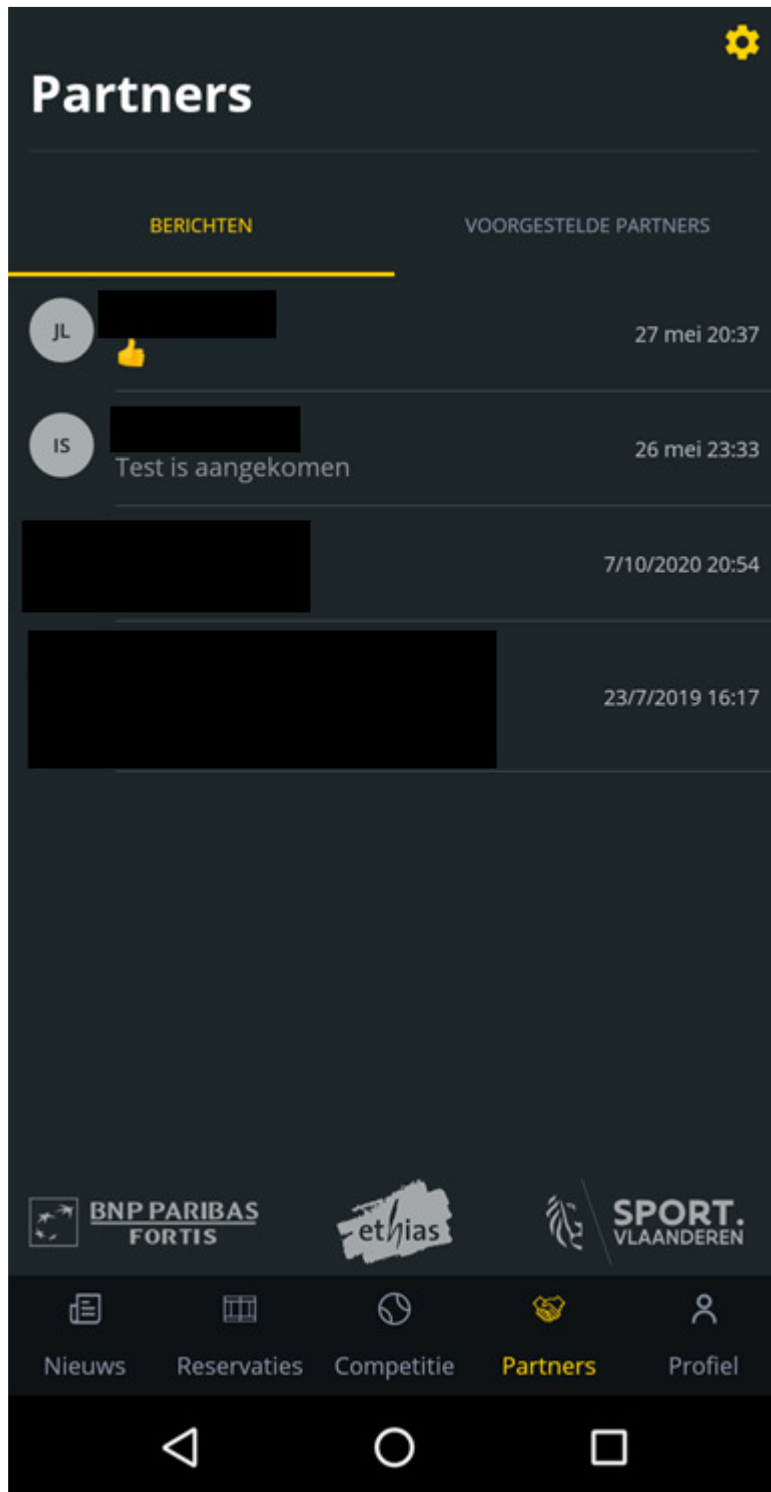 Partners
BERICHTEN
VOORGESTELDE PARTNERS
JL
👍
27 mei 20:37
IS
Test is aangekomen
26 mei 23:33
7/10/2020 20:54
23/7/2019 16:17
BNP PARIBAS
FORTIS
ethias
SPORT.
VLAANDEREN
Nieuws
Reservaties
Competitie
Partners
Profiel